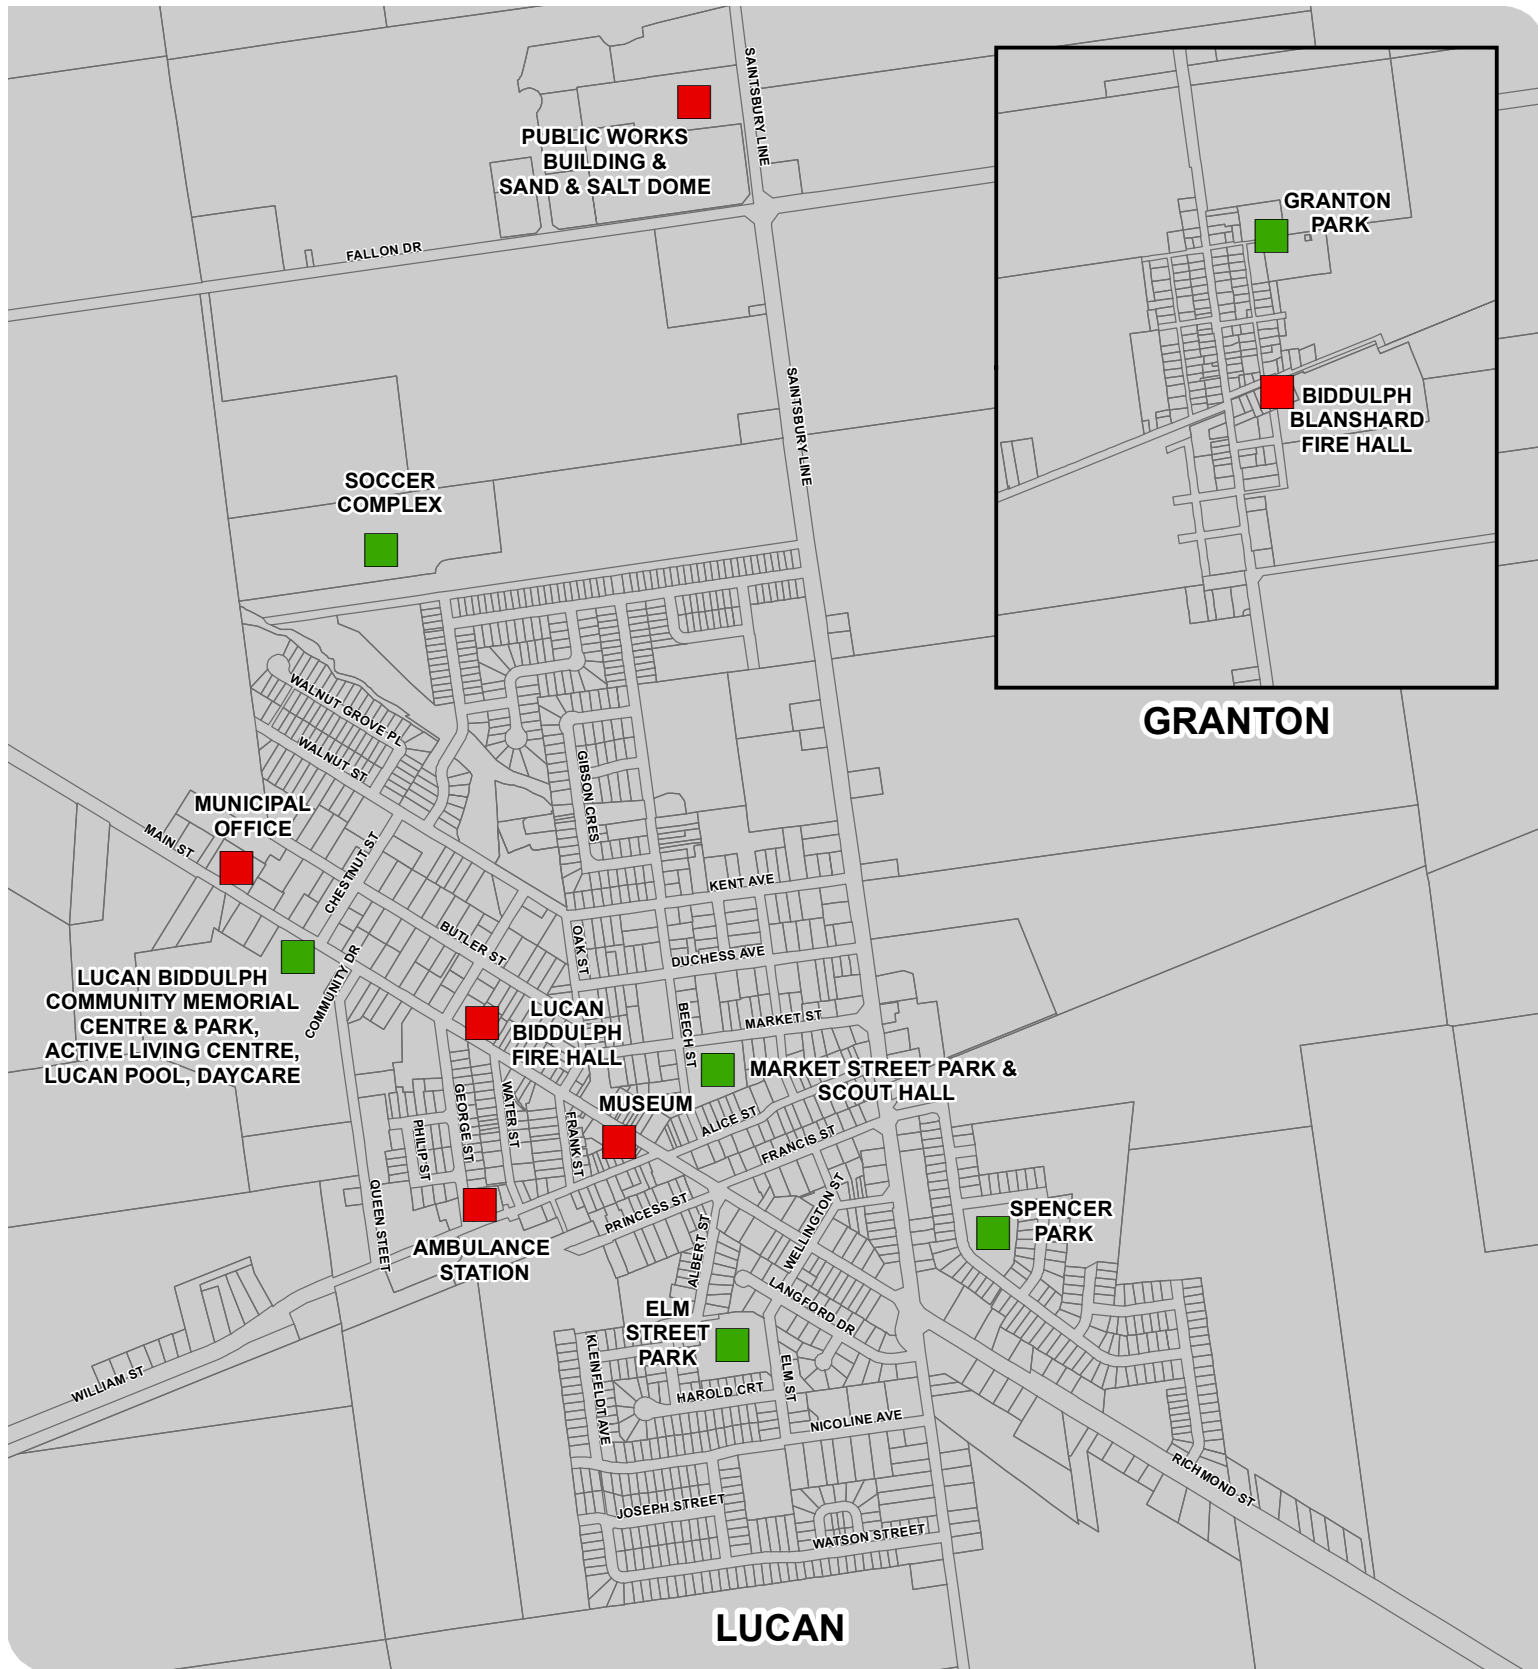 SAINTSBURY LINE
PUBLIC WORKS
BUILDING &
SAND & SALT DOME
FALLON DR
GRANTON
PARK
BIDDULPH
BLANSHARD
FIRE HALL
GRANTON
SAINTSBURY LINE
SOCCER
COMPLEX
WALNUT GROVE PL
WALNUT ST
GIBSON CRES
MUNICIPAL
OFFICE
MAIN ST
CHESTNUT ST
KENT AVE
BUTLER ST
OAK ST
DUCHESS AVE
COMMUNITY DR
LUCAN BIDDULPH
COMMUNITY MEMORIAL
CENTRE & PARK,
ACTIVE LIVING CENTRE,
LUCAN POOL, DAYCARE
LUCAN
BIDDULPH
FIRE HALL
BEECH ST
MARKET ST
MARKET STREET PARK &
SCOUT HALL
MUSEUM
GEORGE ST
WATER ST
FRANK ST
PHILIP ST
ALICE ST
FRANCIS ST
QUEEN STEET
PRINCESS ST
WELLINGTON ST
SPENCER
PARK
AMBULANCE
STATION
ALBERT ST
LANGFORD DR
ELM
STREET
PARK
KLEINFELDT AVE
ELM ST
WILLIAM ST
HAROLD CRT
NICOLINE AVE
RICHMOND ST
JOSEPH STREET
WATSON STREET
LUCAN